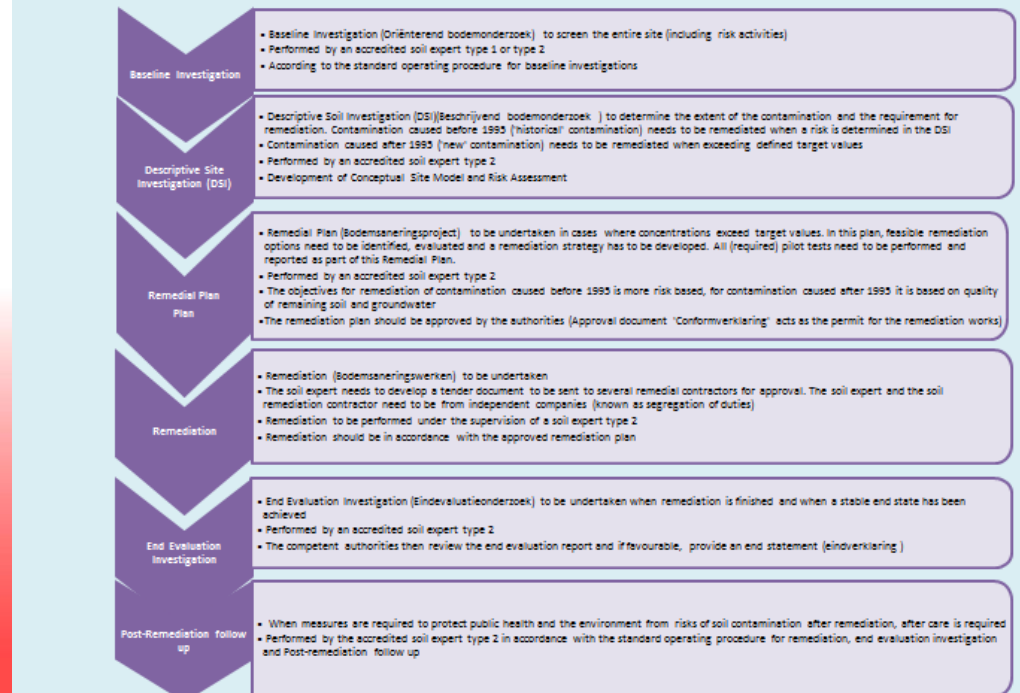 Baseline Investigation
• Baseline Investigation (Oriënterend bodemonderzoek) to screen the entire site (including risk activities)
• Performed by an accredited soil expert type 1 or type 2
• According to the standard operating procedure for baseline investigations
Descriptive Site
Investigation (DSI)
• Descriptive Soil Investigation (DSI)(Beschrijvend bodemonderzoek ) to determine the extent of the contamination and the requirement for
remediation. Contamination caused before 1995 ('historical' contamination) needs to be remediated when a risk is determined in the DSI
• Contamination caused after 1995 ('new' contamination) needs to be remediated when exceeding defined target values
• Performed by an accredited soil expert type 2
• Development of Conceptual Site Model and Risk Assessment
Remedial Plan
Plan
• Remedial Plan (Bodemsaneringsproject) to be undertaken in cases where concentrations exceed target values. In this plan, feasible remediation
options need to be identified, evaluated and a remediation strategy has to be developed. All (required) pilot tests need to be performed and
reported as part of this Remedial Plan.
• Performed by an accredited soil expert type 2
• The objectives for remediation of contamination caused before 1995 is more risk based, for contamination caused after 1995 it is based on quality
of remaining soil and groundwater
•The remediation plan should be approved by the authorities (Approval document 'Conformverklaring' acts as the permit for the remediation works)
Remediation
• Remediation (Bodemsaneringswerken) to be undertaken
• The soil expert needs to develop a tender document to be sent to several remedial contractors for approval. The soil expert and the soil
remediation contractor need to be from independent companies (known as segregation of duties)
• Remediation to be performed under the supervision of a soil expert type 2
• Remediation should be in accordance with the approved remediation plan
End Evaluation
Investigation
• End Evaluation Investigation (Eindevaluatieonderzoek) to be undertaken when remediation is finished and when a stable end state has been
achieved
• Performed by an accredited soil expert type 2
• The competent authorities then review the end evaluation report and if favourable, provide an end statement (eindverklaring )
Post-Remediation follow
up
• When measures are required to protect public health and the environment from risks of soil contamination after remediation, after care is required
• Performed by the accredited soil expert type 2 in accordance with the standard operating procedure for remediation, end evaluation investigation
and Post-remediation follow up